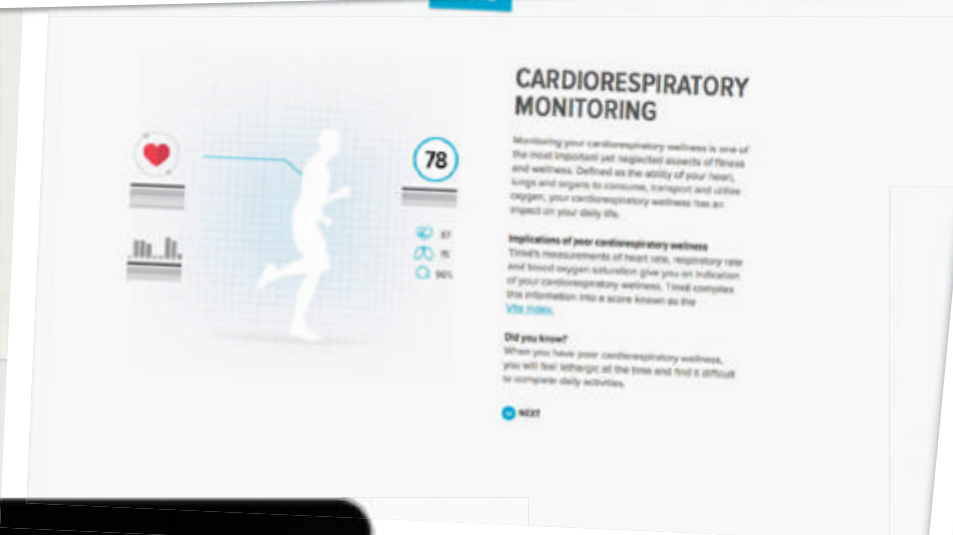 78
87
15
96%
CARDIORESPIRATORY
MONITORING
Monitoring your cardiorespiratory wellness is one of
the most important yet neglected aspects of fitness
and wellness. Defined as the ability of your heart,
lungs and organs to consume, transport and utilise
oxygen, your cardiorespiratory wellness has an
impact on your daily life.
Implications of poor cardiorespiratory wellness
measurements of heart rate, respiratory rate
and blood oxygen saturation give you an indication
of your cardiorespiratory wellness.
this information into a score known as the
Vita Index.
Did you know?
When you have poor cardiorespiratory wellness,
you will feel lethargic all the time and find it difficult
to complete daily activities.
NEXT